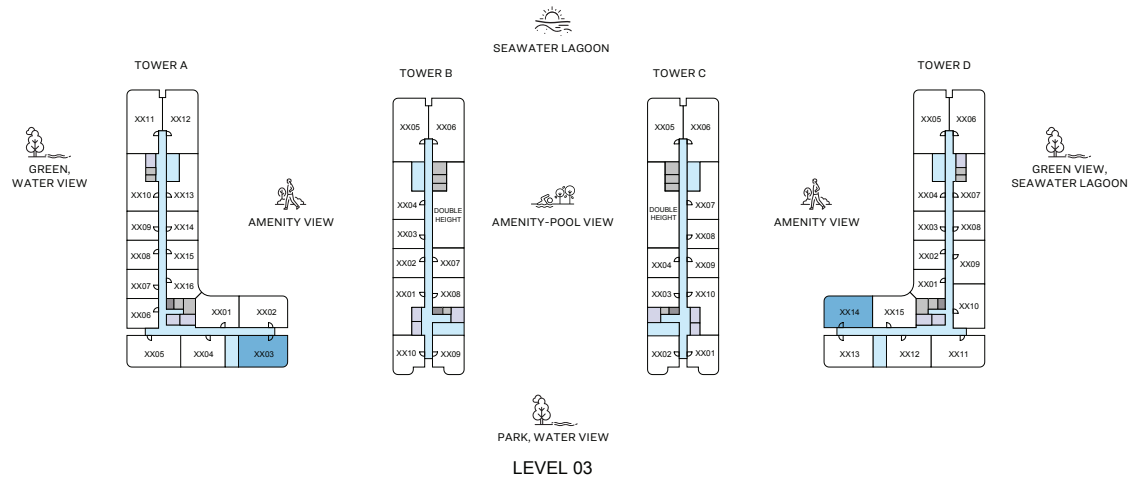 SEAWATER LAGOON
TOWER A
TOWER B
TOWER C
TOWER D
GREEN,
WATER VIEW
AMENITY VIEW
AMENITY-POOL VIEW
AMENITY VIEW
GREEN VIEW,
SEAWATER LAGOON
XX11 XX12
XX10 XX13
XX09 XX14
XX08 XX15
XX07 XX16
XX06 XX01 XX02
XX05 XX04 XX03
XX05 XX06
XX04 DOUBLE
HEIGHT
XX03
XX02 XX07
XX01 XX08
XX10 XX09
XX05 XX06
DOUBLE
HEIGHT
XX07
XX08
XX04 XX09
XX03 XX10
XX02 XX01
XX05 XX06
XX04 XX07
XX03 XX08
XX02 XX09
XX01
XX10
XX14 XX15
XX13 XX12 XX11
PARK, WATER VIEW
LEVEL 03